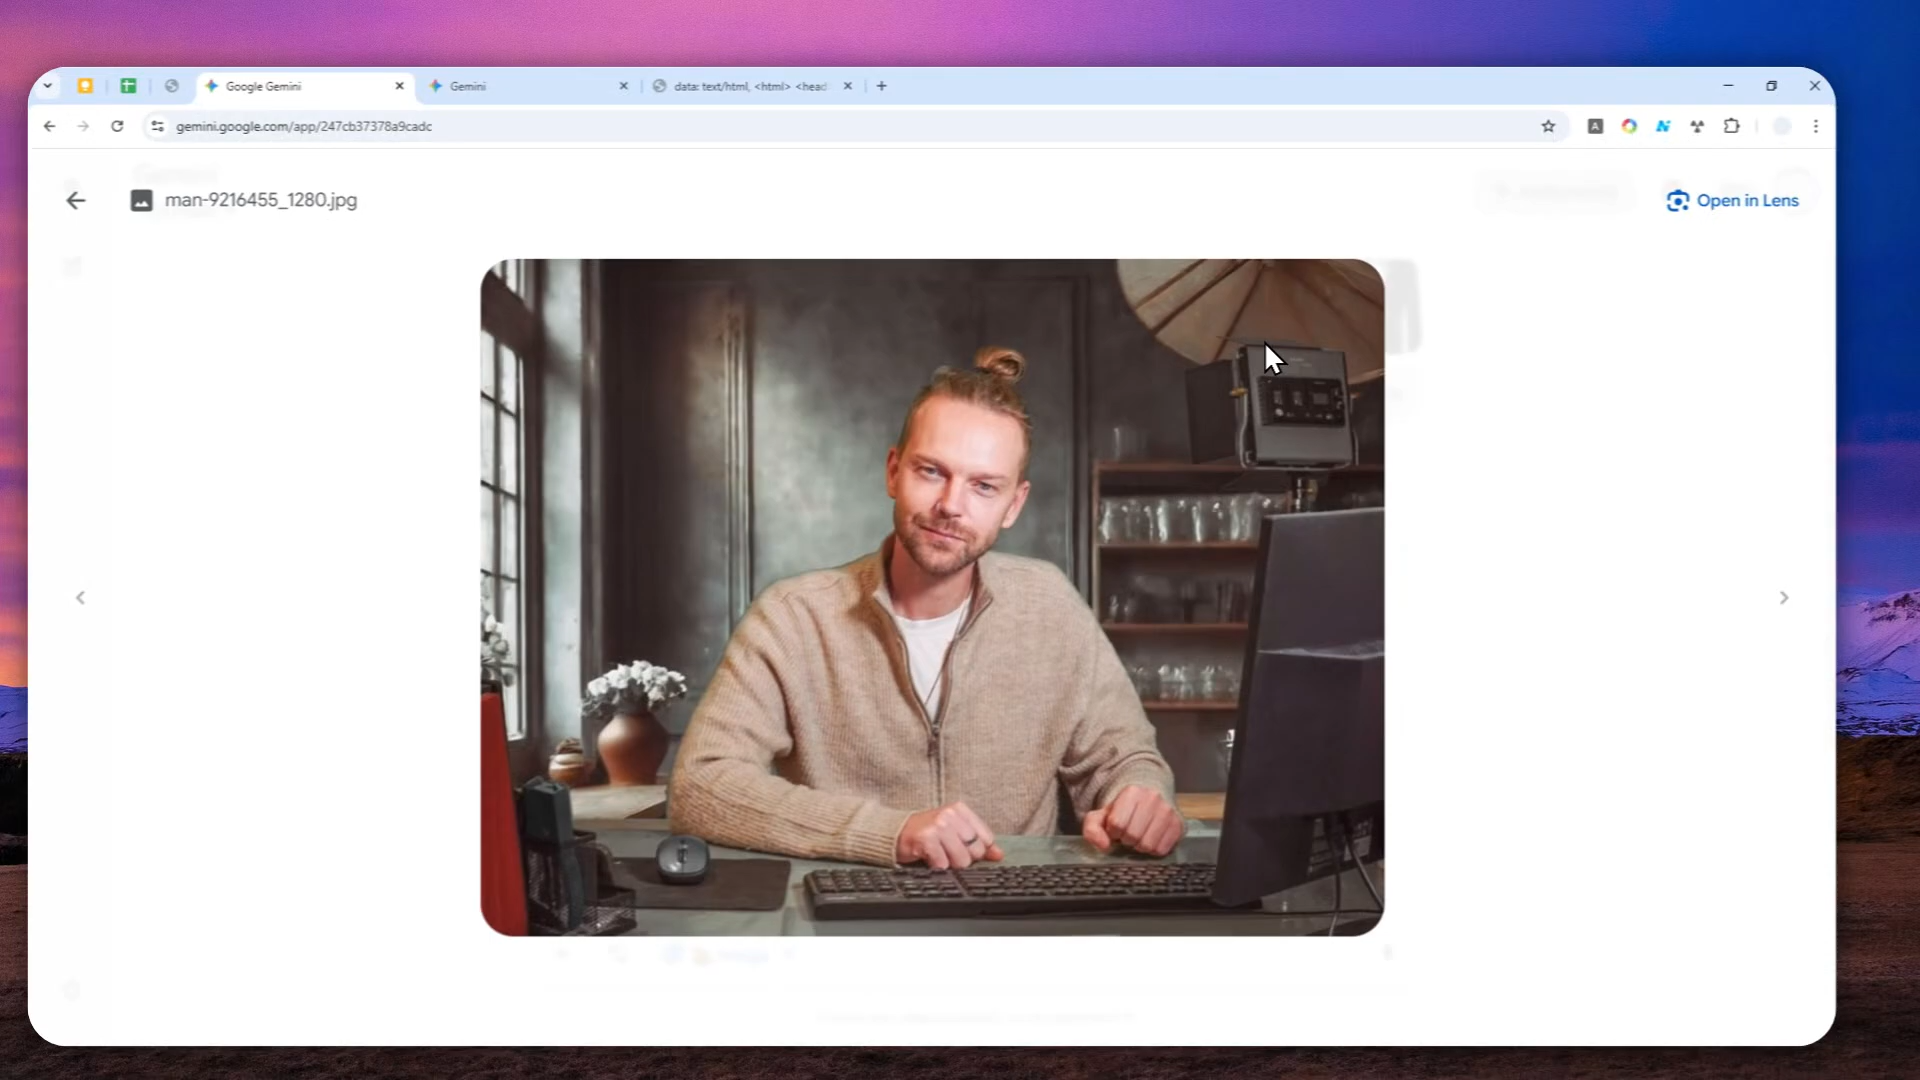 Google Gemini
Gemini
data: text/html, <html> <head
gemini.google.com/app/247cb37378a9cadc
man-9216455_1280.jpg
Open in Lens